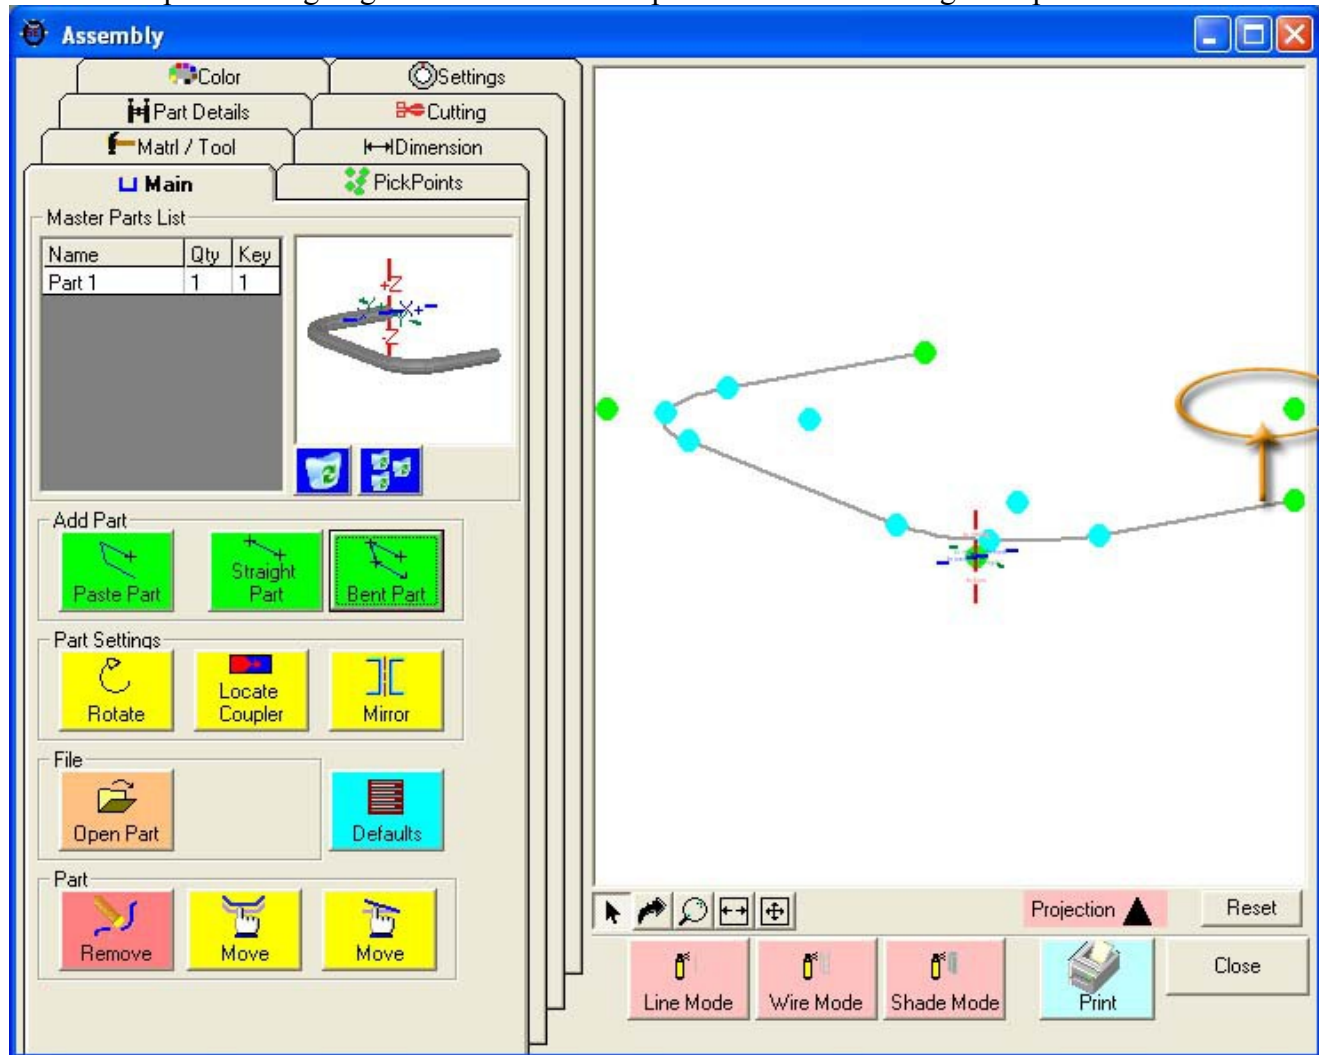 Assembly
Color
Settings
Part Details
Cutting
Matrl / Tool
Dimension
Main
PickPoints
Master Parts List
Name Qty Key
Part 1 1 1
+Z
-Z
Add Part
Paste Part
Straight
Part
Bent Part
Part Settings
Rotate
Locate
Coupler
Mirror
File
Open Part
Defaults
Part
Remove
Move
Move
Projection
Reset
Line Mode
Wire Mode
Shade Mode
Print
Close